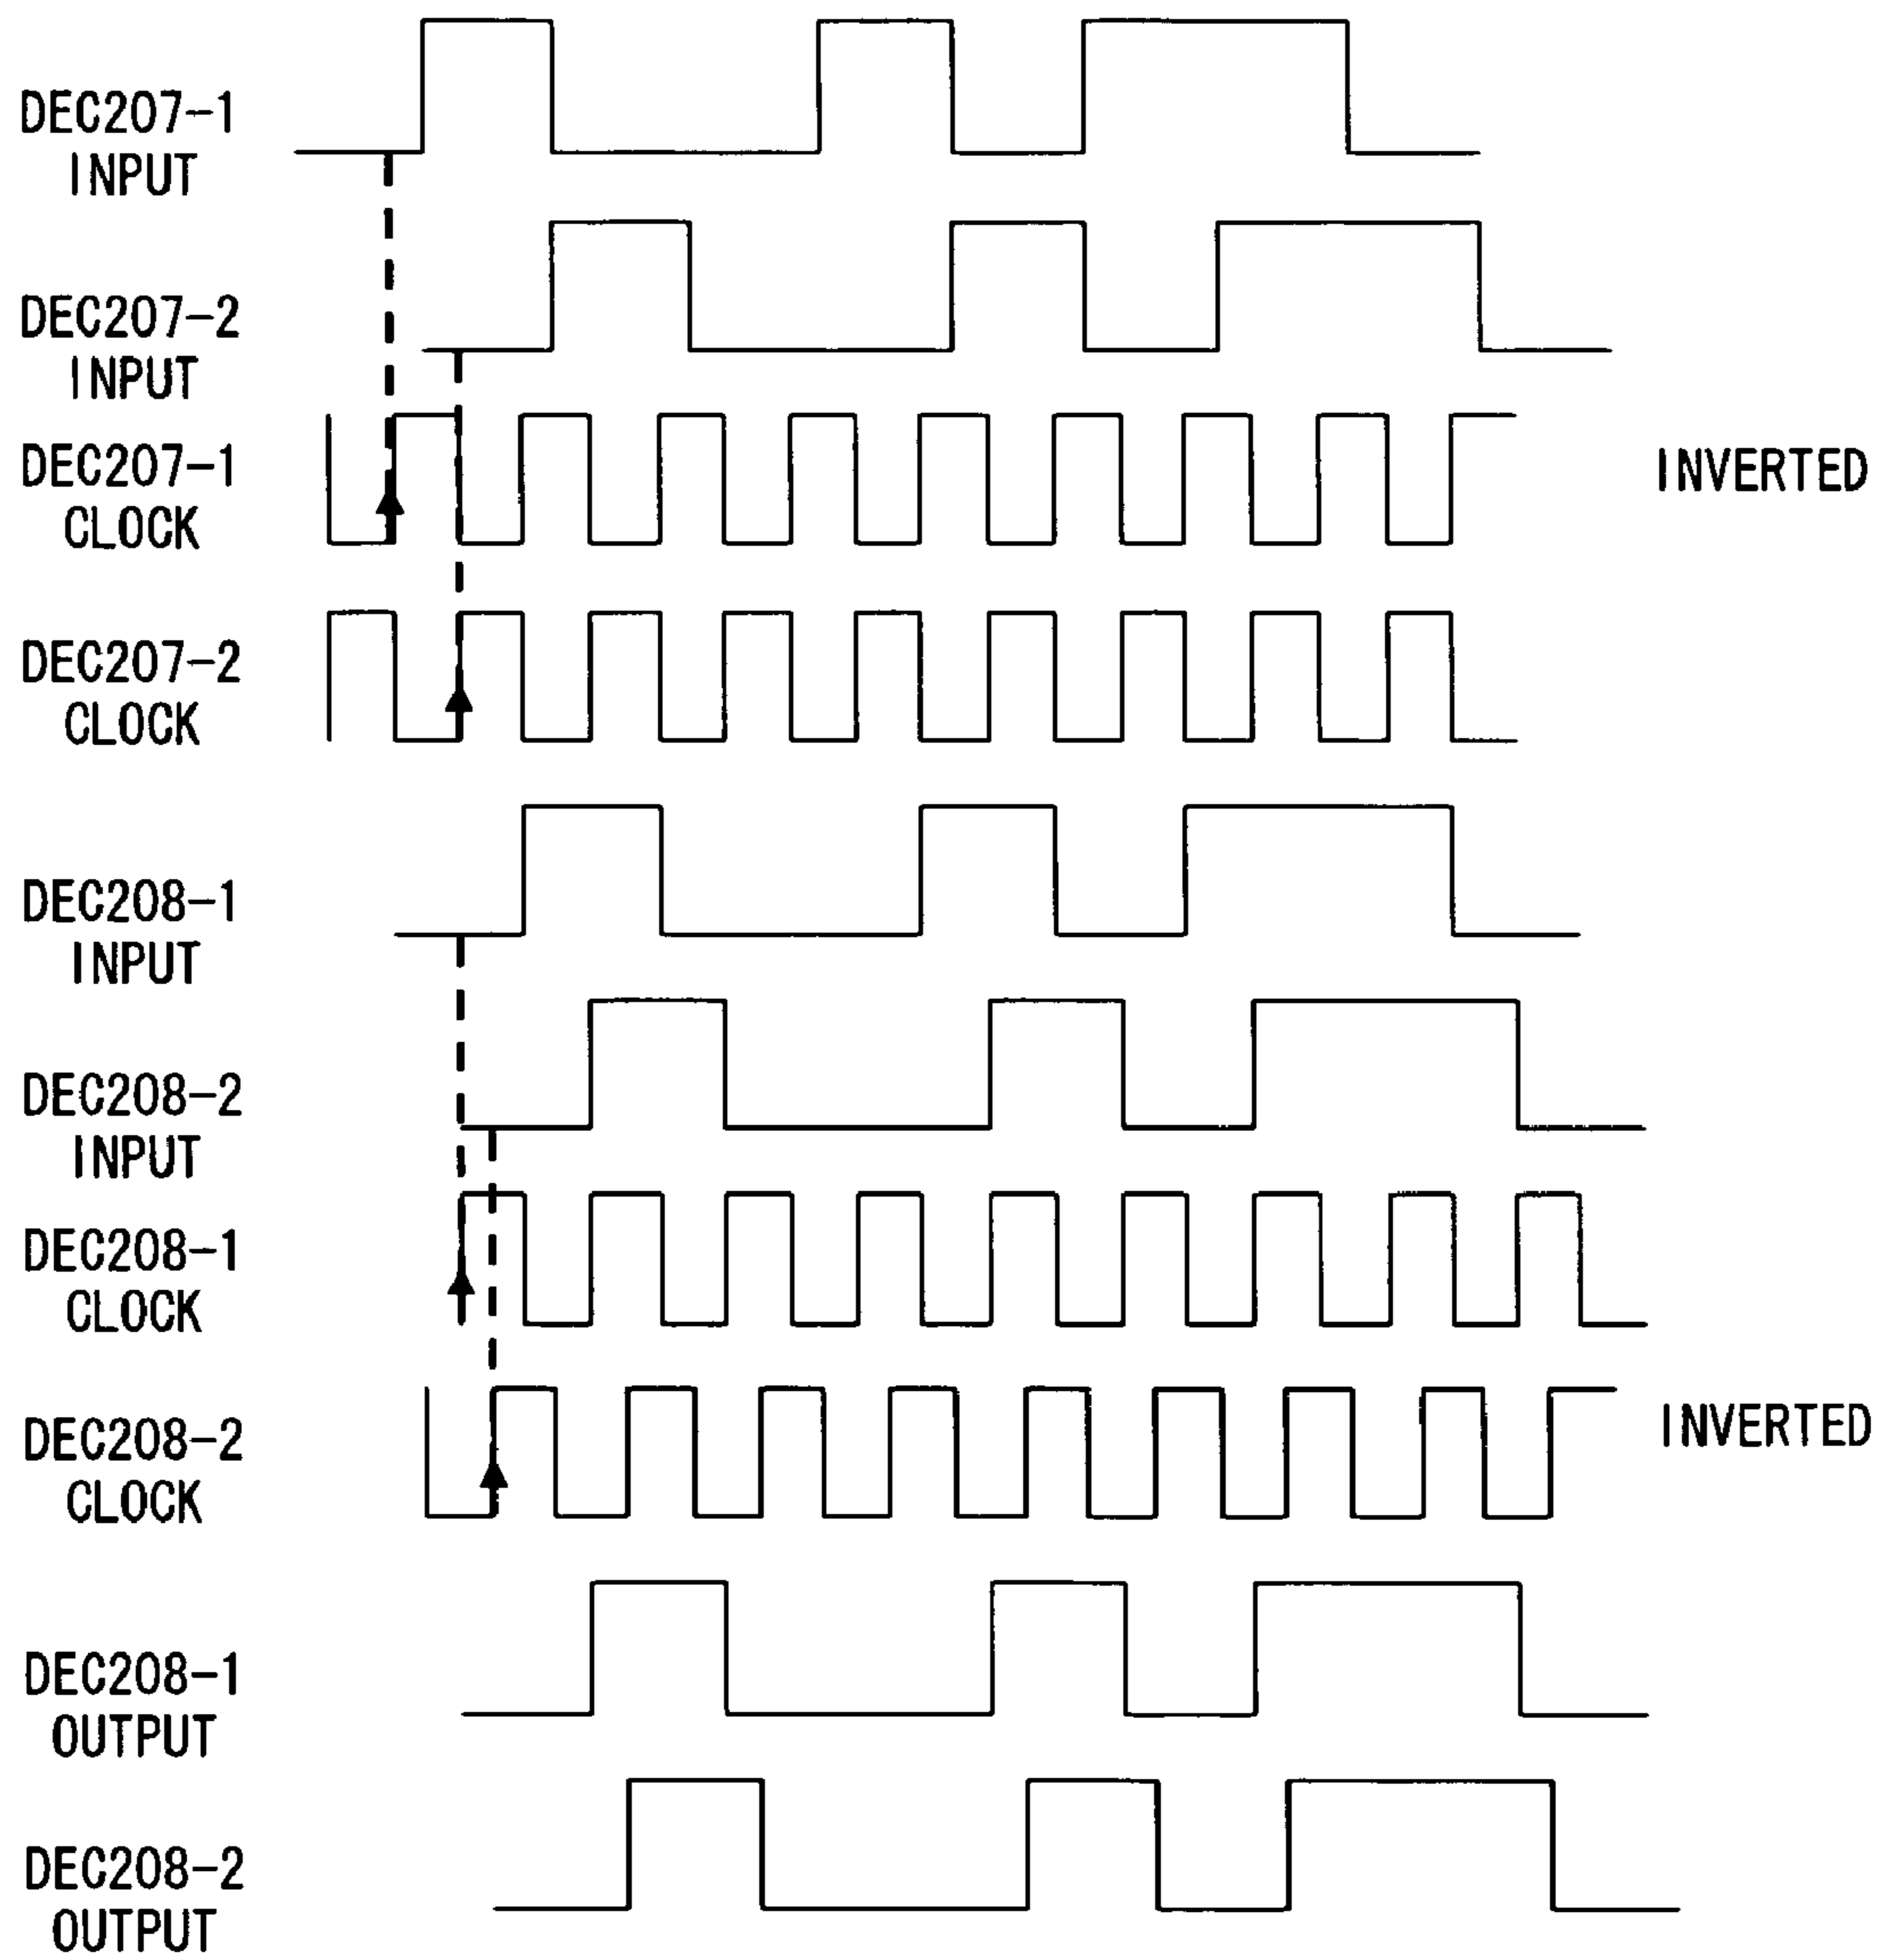 DEC207-1
INPUT
DEC207-2
INPUT
DEC207-1
CLOCK
INVERTED
DEC207-2
CLOCK
DEC208-1
INPUT
DEC208-2
INPUT
DEC208-1
CLOCK
DEC208-2
CLOCK
INVERTED
DEC208-1
OUTPUT
DEC208-2
OUTPUT